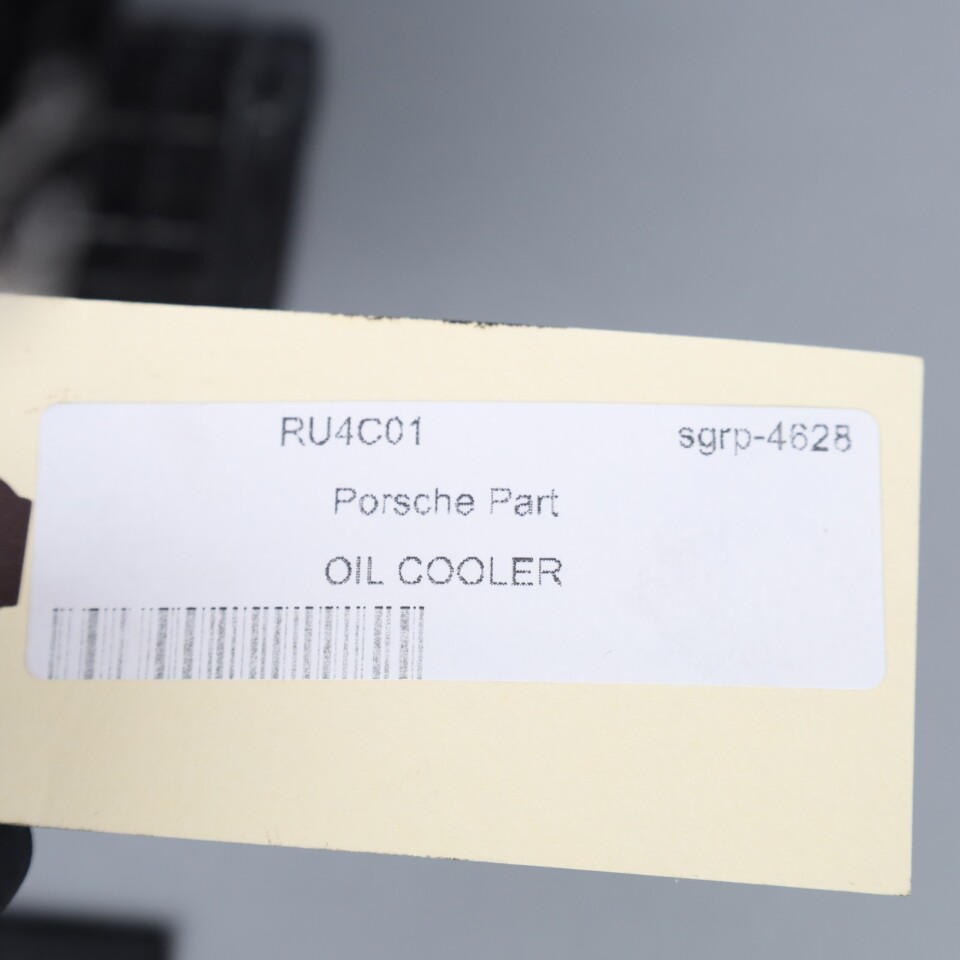 RU4C01 sgrp-4628
Porsche Part
OIL COOLER